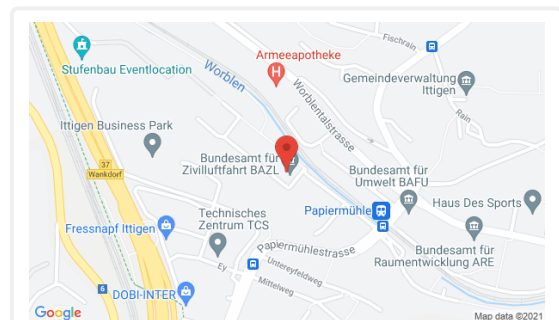 Fischrain
Armeeapotheke
Stufenbau Eventlocation
Worblen
Worblentalstrasse
Gemeindeverwaltung
Ittigen
Rain
Ittigen Business Park
37
Wankdorf
Bundesamt für
Zivilluftfahrt BAZL
Bundesamt für
Umwelt BAFU
Haus Des Sports
Papiermühle
Technisches
Zentrum TCS
Fressnapf Ittigen
Papiermühlestrasse
Bundesamt für
Raumentwicklung ARE
Ey
Untereyfeldweg
Mittelweg
6
DOBI-INTER
Google
Map data ©2021